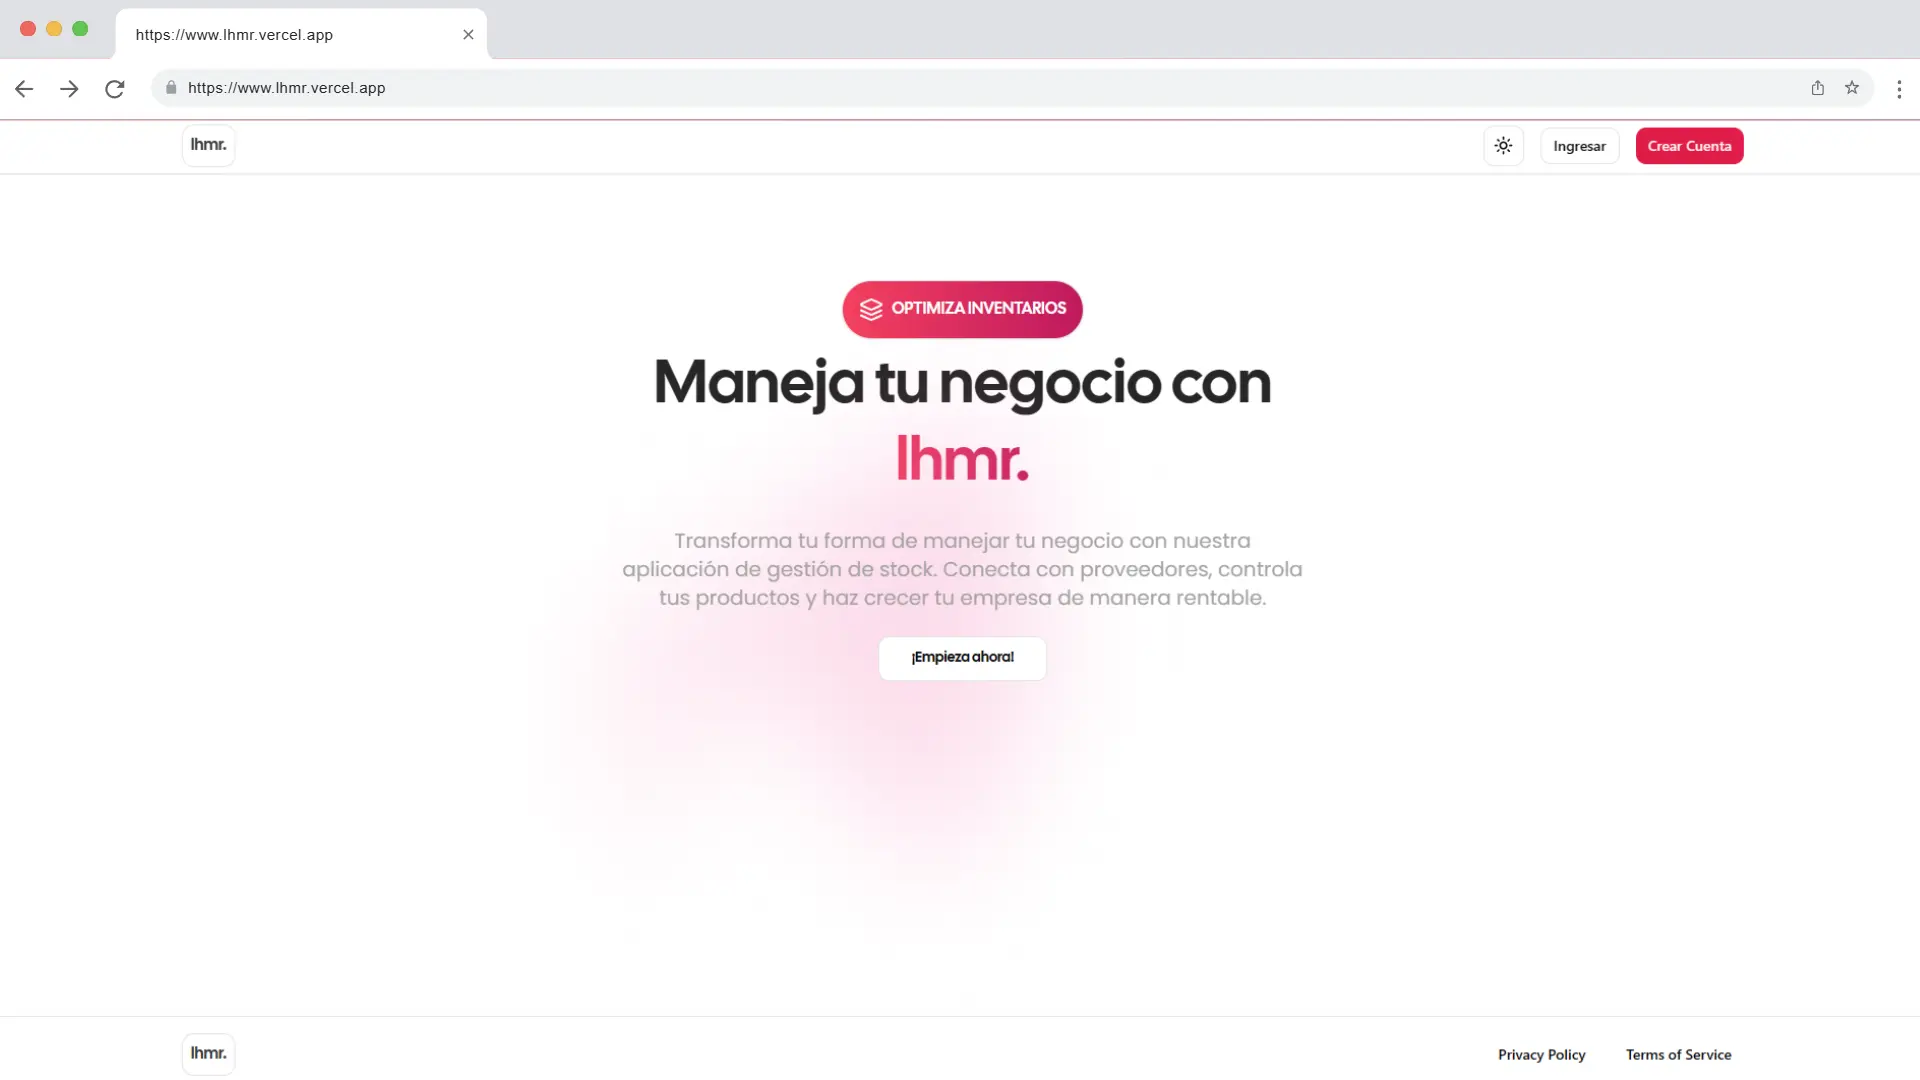 https://www.lhmr.vercel.app
https://www.lhmr.vercel.app
lhmr.
Ingresar
Crear Cuenta
OPTIMIZA INVENTARIOS
Maneja tu negocio con
lhmr.
Transforma tu forma de manejar tu negocio con nuestra
aplicación de gestión de stock. Conecta con proveedores, controla
tus productos y haz crecer tu empresa de manera rentable.
¡Empieza ahora!
lhmr.
Privacy Policy
Terms of Service